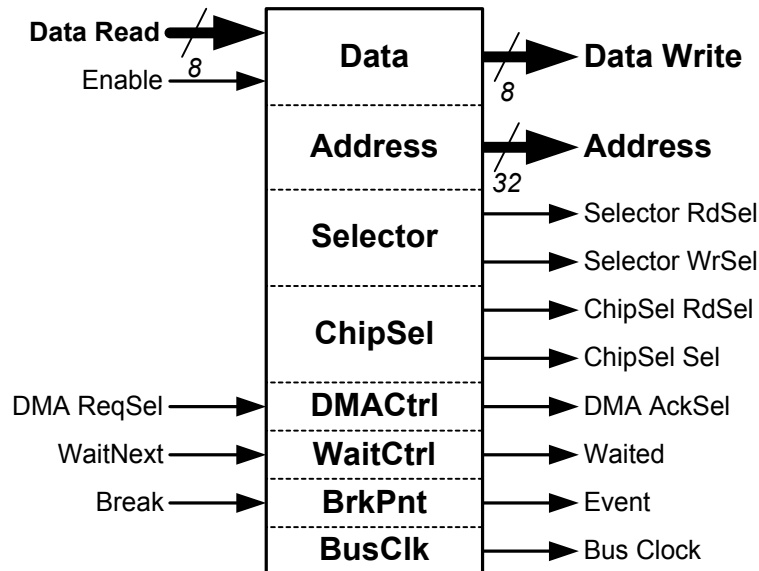 Data Read
8
Enable
Data
8
Data Write
Address
32
Address
Selector
Selector RdSel
Selector WrSel
ChipSel
ChipSel RdSel
ChipSel Sel
DMA ReqSel
DMACtrl
DMA AckSel
WaitNext
WaitCtrl
Waited
Break
BrkPnt
Event
BusClk
Bus Clock